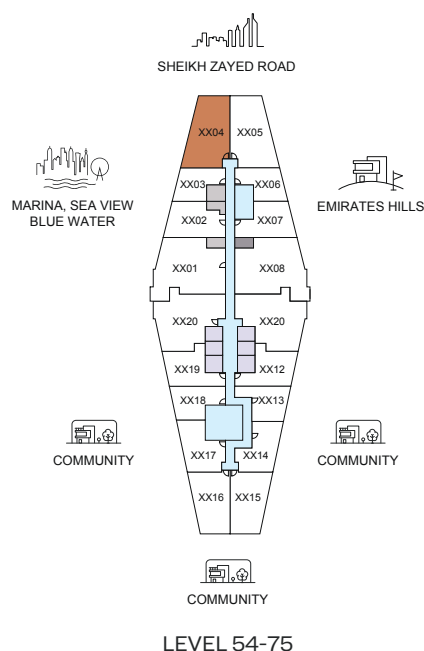 SHEIKH ZAYED ROAD
XX04 XX05
XX03 XX06
MARINA, SEA VIEW
BLUE WATER
EMIRATES HILLS
XX02 XX07
XX01 XX08
XX20 XX20
XX19 XX12
XX18 XX13
COMMUNITY
COMMUNITY
XX17 XX14
XX16 XX15
COMMUNITY
LEVEL 54-75